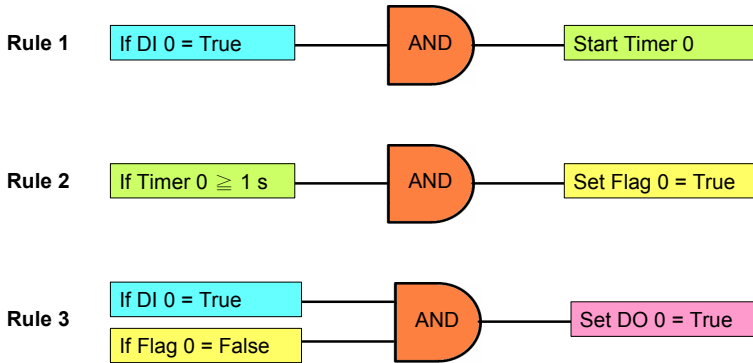 Rule 1
If DI 0 = True
AND
Start Timer 0
Rule 2
If Timer 0 ≧ 1 s
AND
Set Flag 0 = True
Rule 3
If DI 0 = True
If Flag 0 = False
AND
Set DO 0 = True